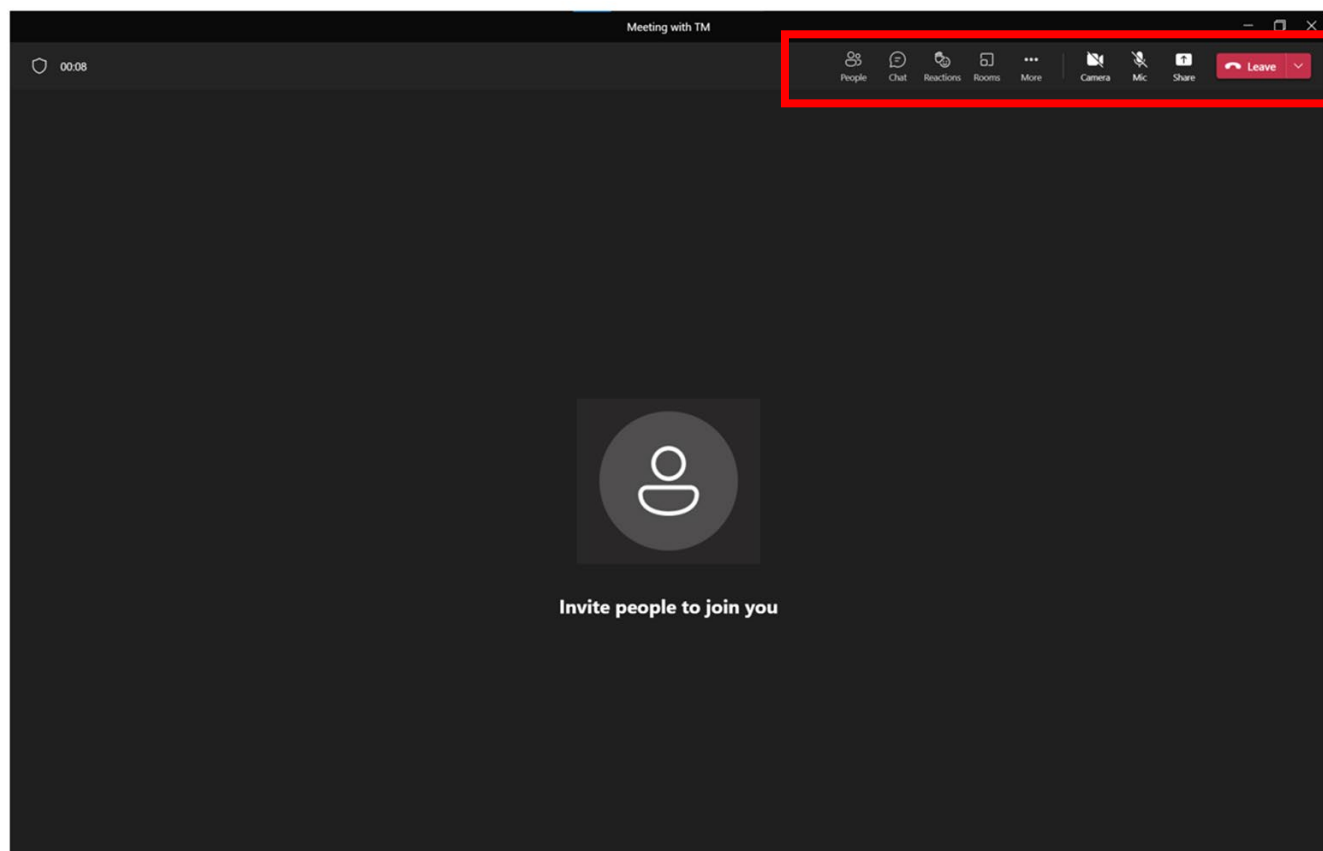 Meeting with TM
00:08
People Chat Reactions Rooms More Camera Mic Share Leave
Invite people to join you